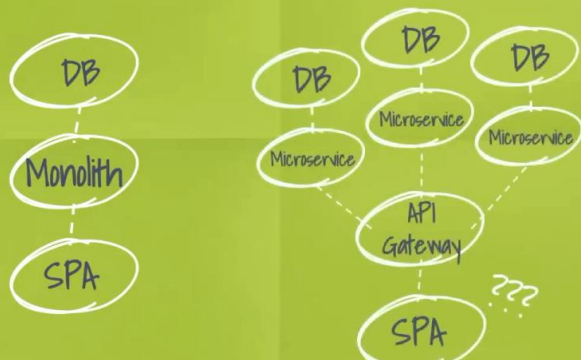 DB
Monolith
SPA
DB
DB
DB
Microservice
Microservice
Microservice
API
Gateway
SPA
???